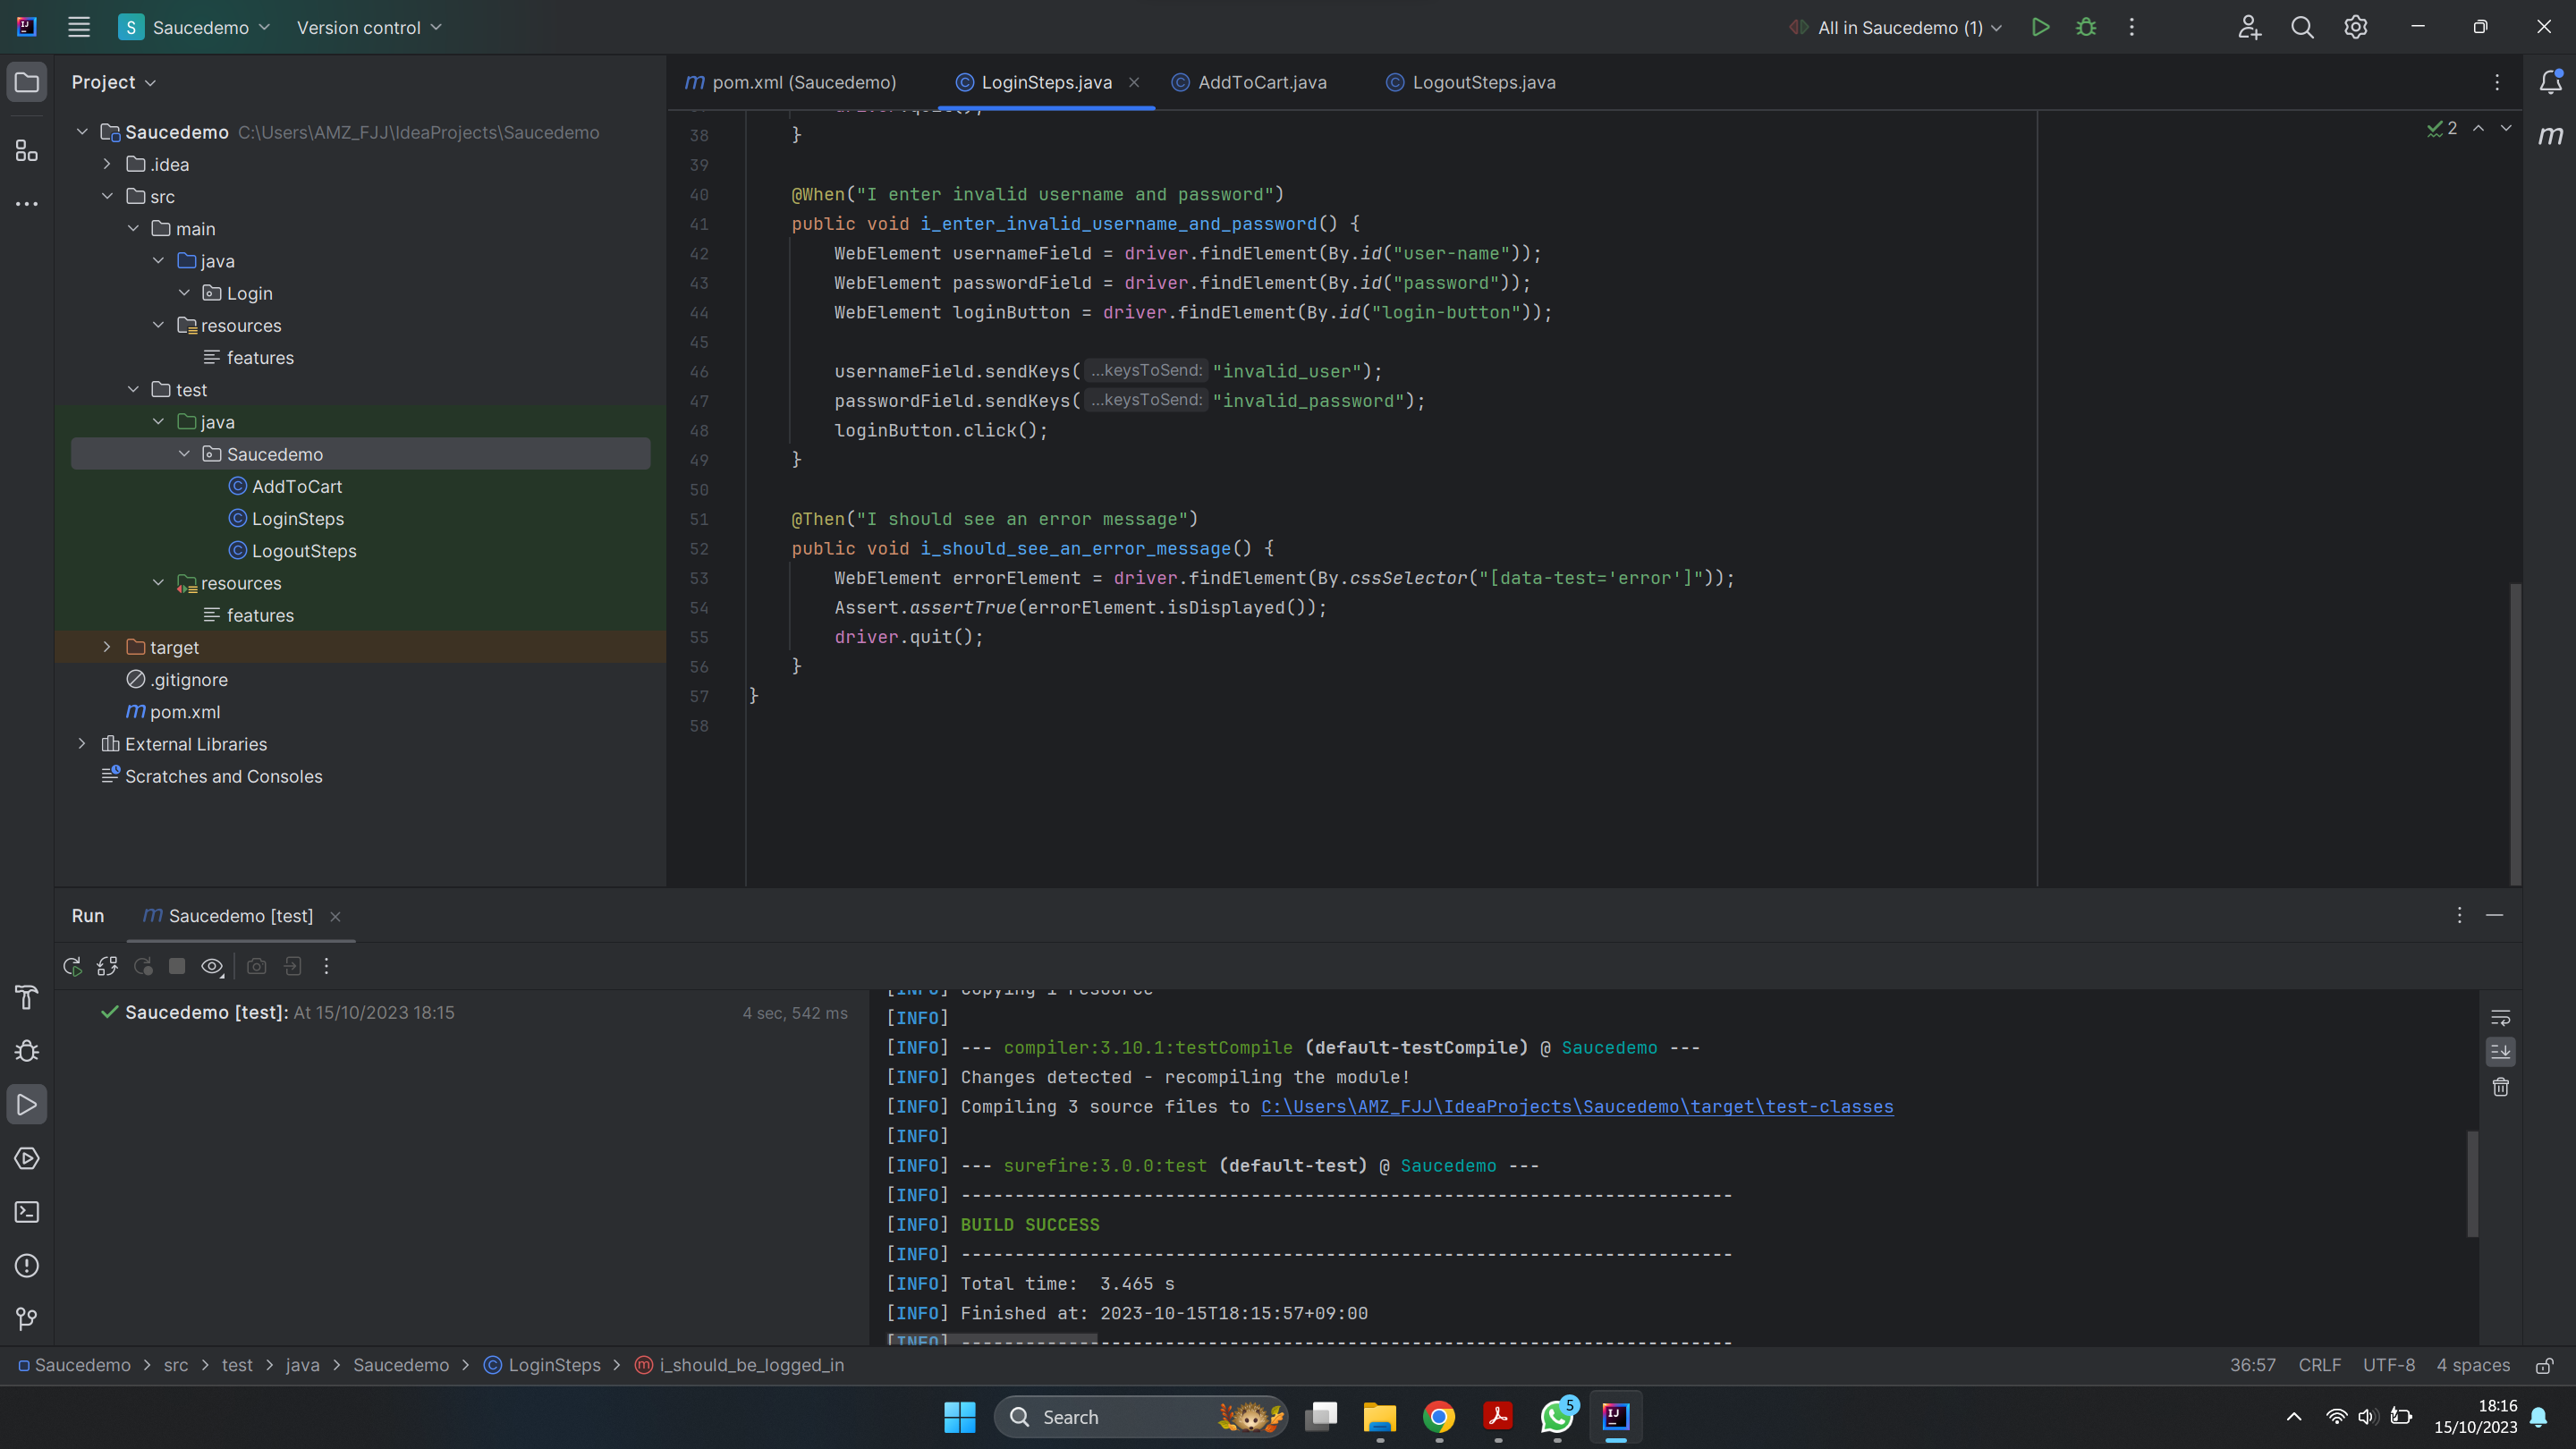 S Saucedemo Version control All in Saucedemo (1)
Project
pom.xml (Saucedemo) LoginSteps.java AddToCart.java LogoutSteps.java
Saucedemo C:\Users\AMZ_FJJ\IdeaProjects\Saucedemo
.idea
src
main
java
Login
resources
features
test
java
Saucedemo
AddToCart
LoginSteps
LogoutSteps
resources
features
target
.gitignore
pom.xml
External Libraries
Scratches and Consoles
2
38 }
39
40 @When("I enter invalid username and password")
41 public void i_enter_invalid_username_and_password() {
42 WebElement usernameField = driver.findElement(By.id("user-name"));
43 WebElement passwordField = driver.findElement(By.id("password"));
44 WebElement loginButton = driver.findElement(By.id("login-button"));
45
46 usernameField.sendKeys( ...keysToSend: "invalid_user");
47 passwordField.sendKeys( ...keysToSend: "invalid_password");
48 loginButton.click();
49 }
50
51 @Then("I should see an error message")
52 public void i_should_see_an_error_message() {
53 WebElement errorElement = driver.findElement(By.cssSelector("[data-test='error']"));
54 Assert.assertTrue(errorElement.isDisplayed());
55 driver.quit();
56 }
57 }
58
Run Saucedemo [test]
Saucedemo [test]: At 15/10/2023 18:15 4 sec, 542 ms
[INFO] Copying 1 resource
[INFO]
[INFO] --- compiler:3.10.1:testCompile (default-testCompile) @ Saucedemo ---
[INFO] Changes detected - recompiling the module!
[INFO] Compiling 3 source files to C:\Users\AMZ_FJJ\IdeaProjects\Saucedemo\target\test-classes
[INFO]
[INFO] --- surefire:3.0.0:test (default-test) @ Saucedemo ---
[INFO] ------------------------------------------------------------------------
[INFO] BUILD SUCCESS
[INFO] ------------------------------------------------------------------------
[INFO] Total time:  3.465 s
[INFO] Finished at: 2023-10-15T18:15:57+09:00
[INFO] ------------------------------------------------------------------------
Saucedemo > src > test > java > Saucedemo > LoginSteps > i_should_be_logged_in 36:57 CRLF UTF-8 4 spaces
Search 5 18:16
15/10/2023